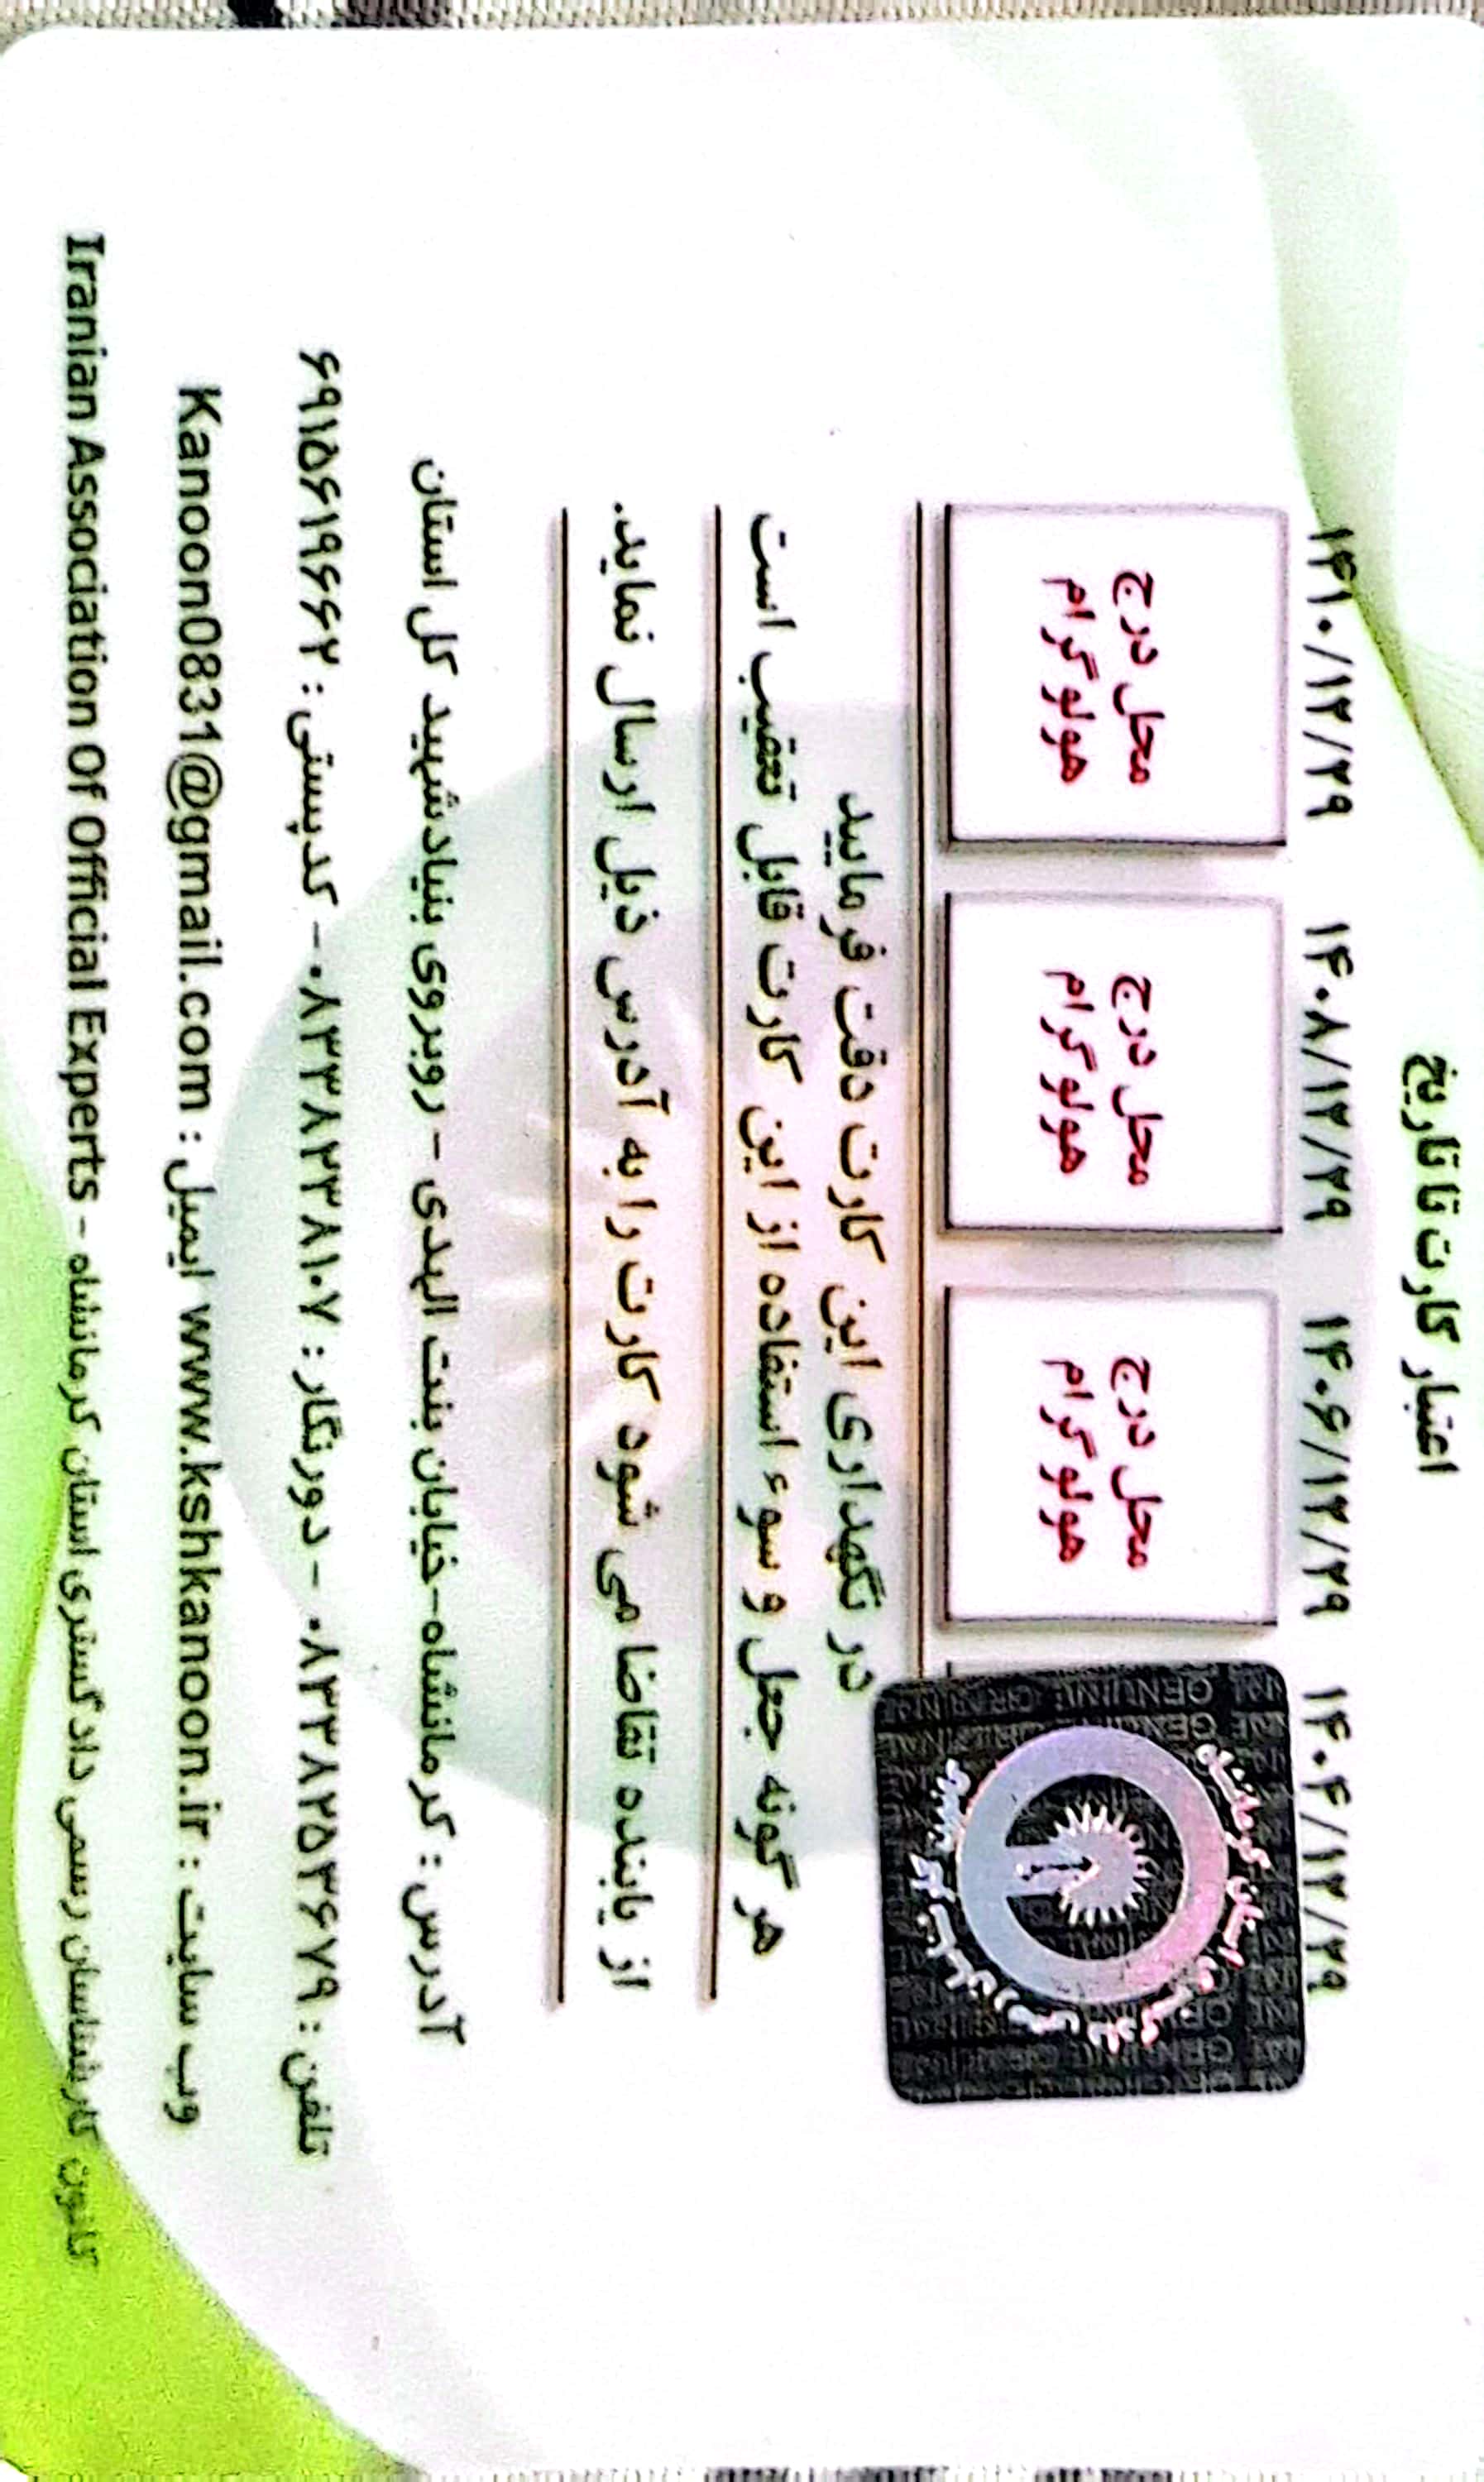 اعتبار کارت تا تاریخ
۱۴۰۴/۱۲/۲۹ ۱۴۰۶/۱۲/۲۹ ۱۴۰۸/۱۲/۲۹ ۱۴۱۰/۱۲/۲۹
کانون کارشناسان رسمی دادگستری استان کرمانشاه
GENUINE
محل درج محل درج محل درج
هولوگرام هولوگرام هولوگرام
در نگهداری این کارت دقت فرمایید
هر گونه جعل و سوء استفاده از این کارت قابل تعقیب است
از یابنده تقاضا می شود کارت را به آدرس ذیل ارسال نماید.
آدرس : کرمانشاه-خیابان بنت الهدی - روبروی بنیادشهید کل استان
تلفن : ۰۸۳۳۸۲۵۳۶۷۹ - دورنگار : ۰۸۳۳۸۲۳۸۱۰۷ - کدپستی : ۶۹۱۵۶۱۹۶۶۲
وب سایت : www.kshkanoon.ir ایمیل : Kanoon0831@gmail.com
کانون کارشناسان رسمی دادگستری استان کرمانشاه - Iranian Association Of Official Experts